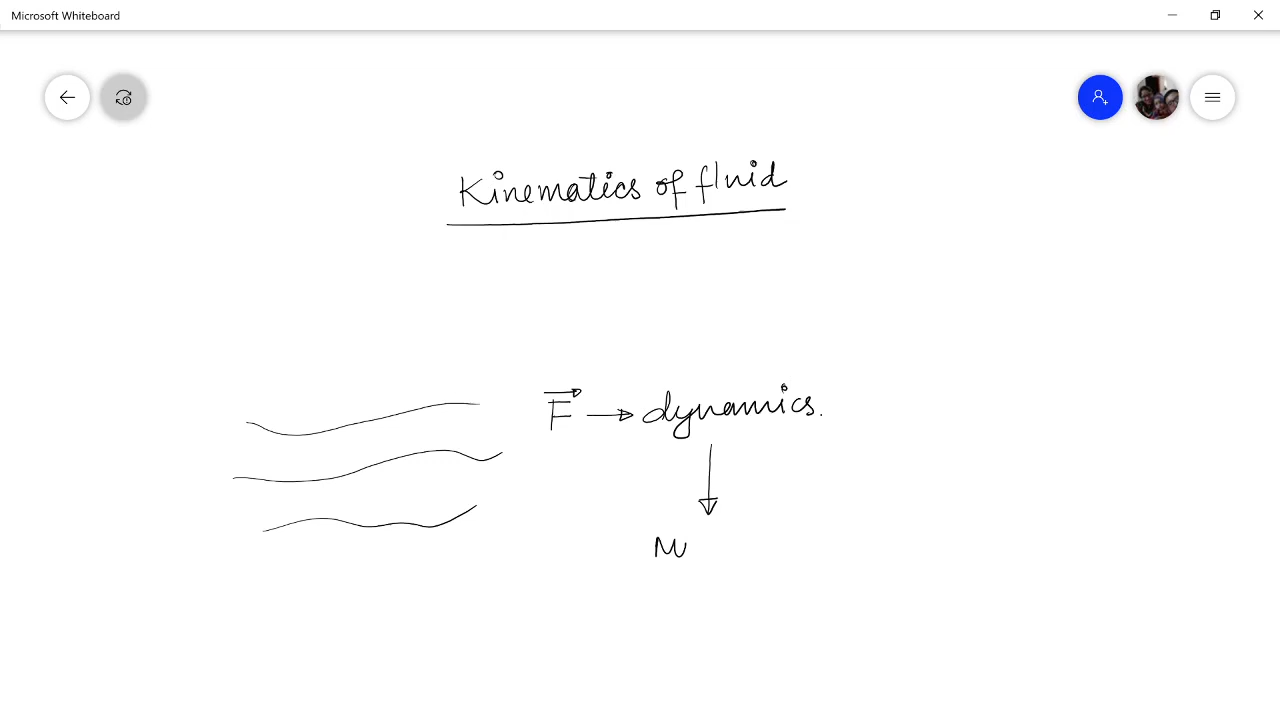 Microsoft Whiteboard
Kinematics of fluid
F → dynamics.